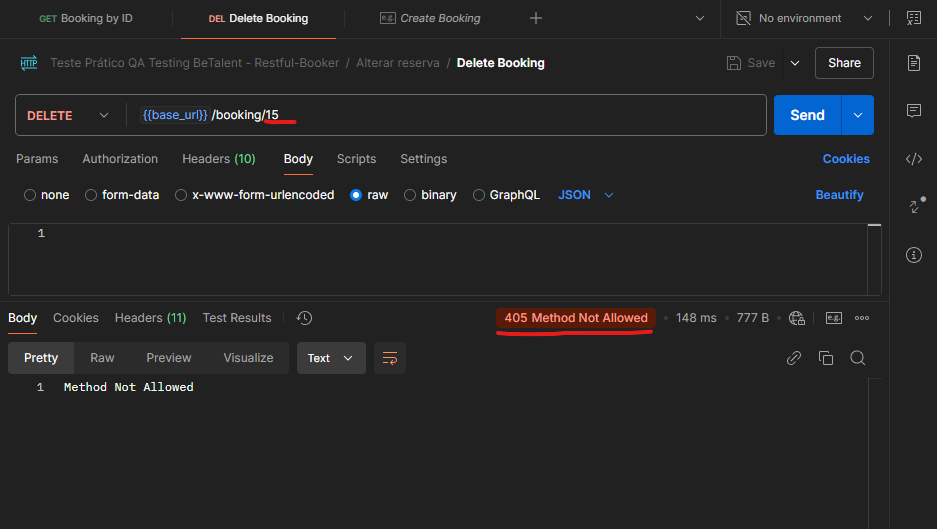 GET Booking by ID DEL Delete Booking e.g. Create Booking No environment
HTTP Teste Prático QA Testing BeTalent - Restful-Booker / Alterar reserva / Delete Booking Save Share
DELETE {{base_url}} /booking/15 Send
Params Authorization Headers (10) Body Scripts Settings Cookies
none form-data x-www-form-urlencoded raw binary GraphQL JSON Beautify
1
Body Cookies Headers (11) Test Results 405 Method Not Allowed • 148 ms • 777 B • e.g.
Pretty Raw Preview Visualize Text
1 Method Not Allowed